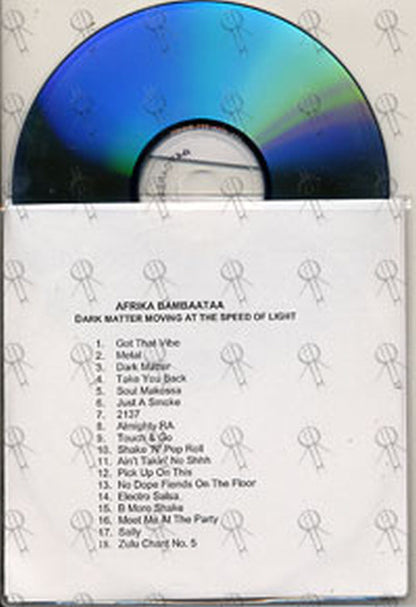 AFRIKA BAMBAATAA
DARK MATTER MOVING AT THE SPEED OF LIGHT
1. Got That Vibe
2. Metal
3. Dark Matter
4. Take You Back
5. Soul Makossa
6. Just A Smoke
7. 2137
8. Almighty RA
9. Touch & Go
10. Shake 'N' Pop Roll
11. Ain't Takin' No Shhh
12. Pick Up On This
13. No Dope Fiends On The Floor
14. Electro Salsa
15. B More Shake
16. Meet Me At The Party
17. Sally
18. Zulu Chant No. 5